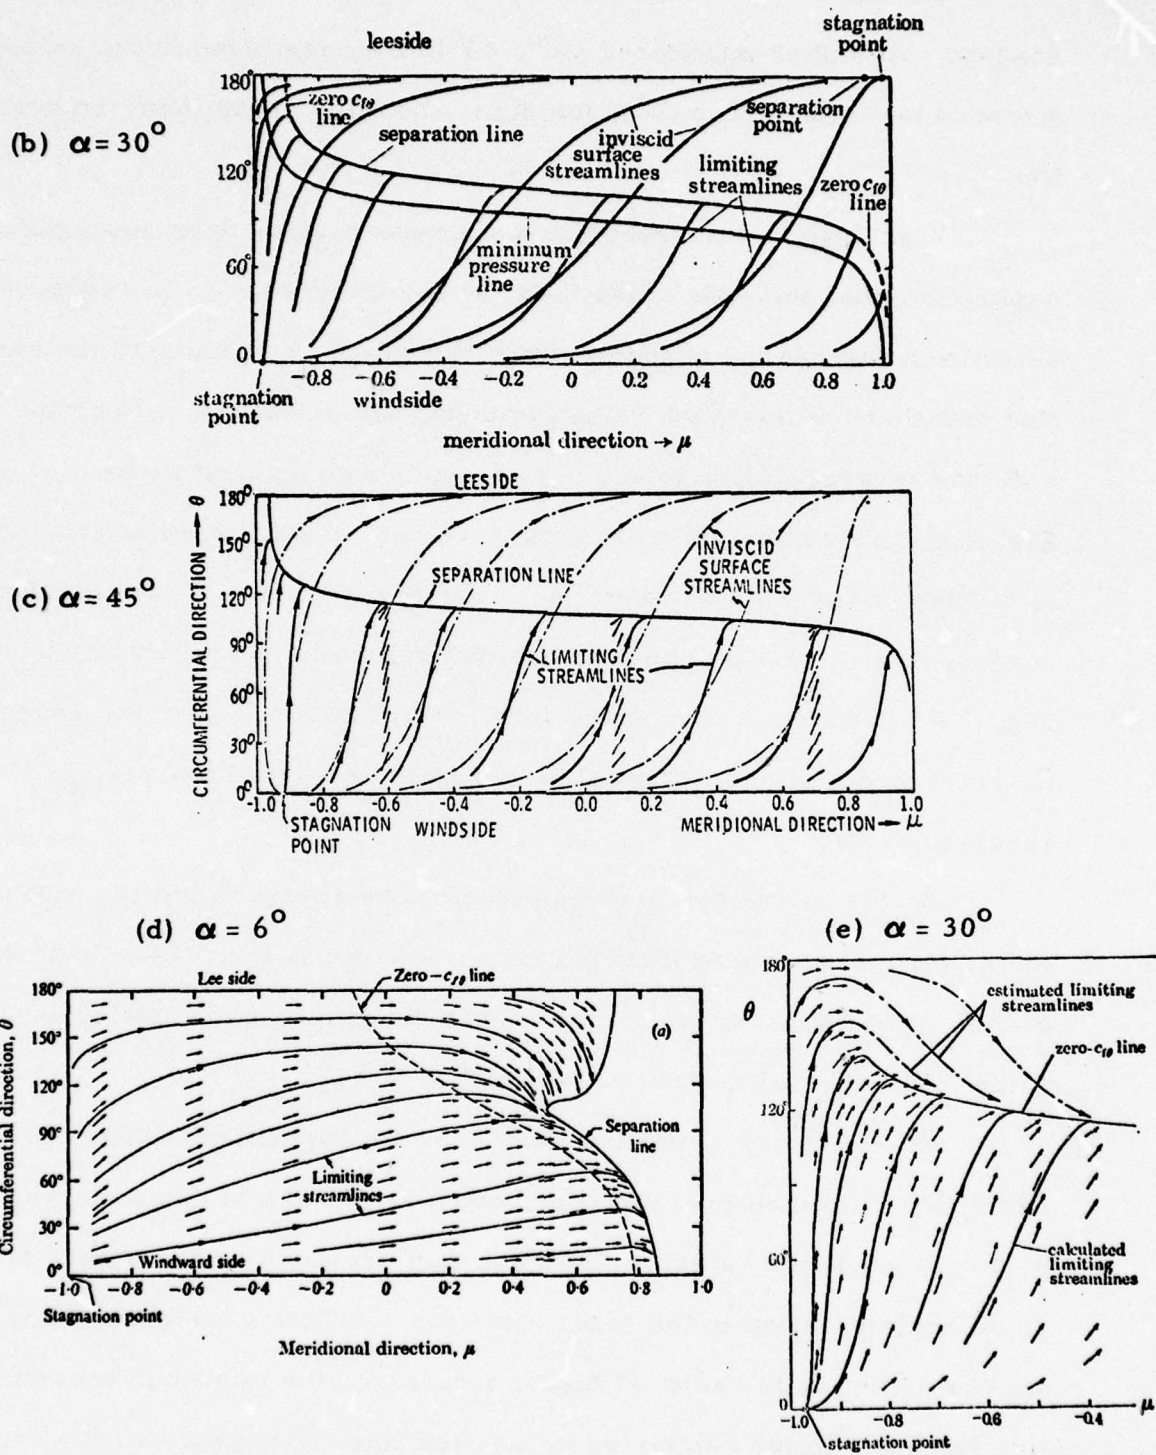 leeside
stagnation
point
(b) α = 30°
180°
120°
60°
0
zero c_fθ
line
separation line
inviscid
surface
streamlines
separation
point
limiting
streamlines
zero c_fθ
line
minimum
pressure
line
-0.8 -0.6 -0.4 -0.2 0 0.2 0.4 0.6 0.8 1.0
stagnation
point
windside
meridional direction → μ
(c) α = 45°
CIRCUMFERENTIAL DIRECTION → θ
LEESIDE
180°
150°
120°
90°
60°
30°
0°
SEPARATION LINE
INVISCID
SURFACE
STREAMLINES
LIMITING
STREAMLINES
-1.0 -0.8 -0.6 -0.4 -0.2 0.0 0.2 0.4 0.6 0.8 1.0
STAGNATION
POINT
WINDSIDE
MERIDIONAL DIRECTION → μ
(d) α = 6°
Lee side
Zero-c_fθ line
(a)
Circumferential direction, θ
180°
150°
120°
90°
60°
30°
0°
Separation
line
Limiting
streamlines
Windward side
-1·0 -0·8 -0·6 -0·4 -0·2 0 0·2 0·4 0·6 0·8 1·0
Stagnation point
Meridional direction, μ
(e) α = 30°
θ
180°
120°
60°
0
estimated limiting
streamlines
zero-c_fθ line
calculated
limiting
streamlines
-1.0 -0.8 -0.6 -0.4 μ
stagnation point